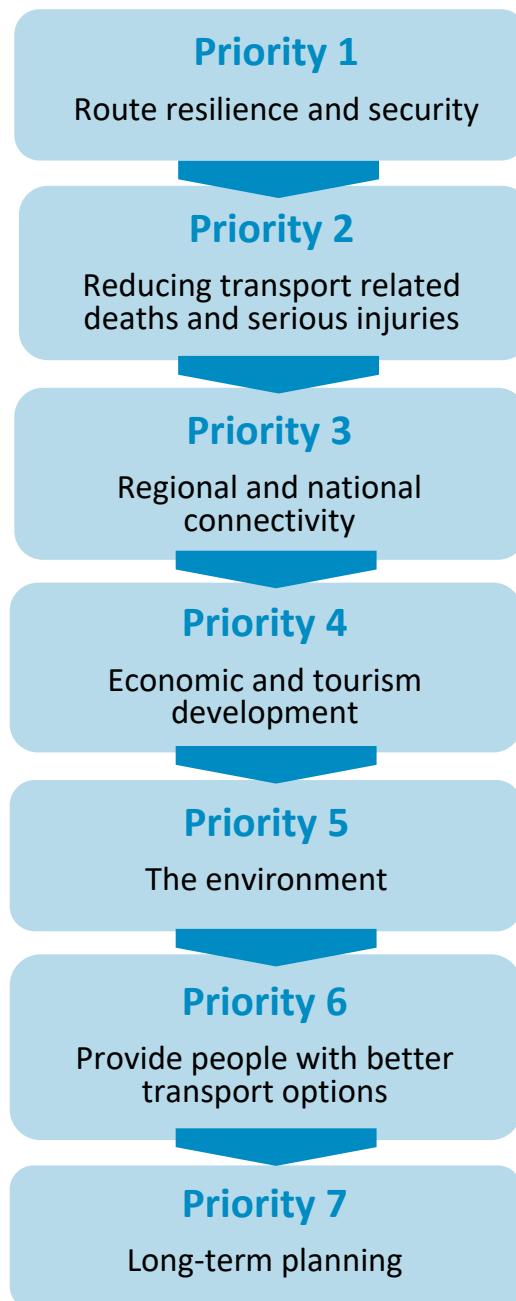 Priority 1
Route resilience and security
Priority 2
Reducing transport related
deaths and serious injuries
Priority 3
Regional and national
connectivity
Priority 4
Economic and tourism
development
Priority 5
The environment
Priority 6
Provide people with better
transport options
Priority 7
Long-term planning